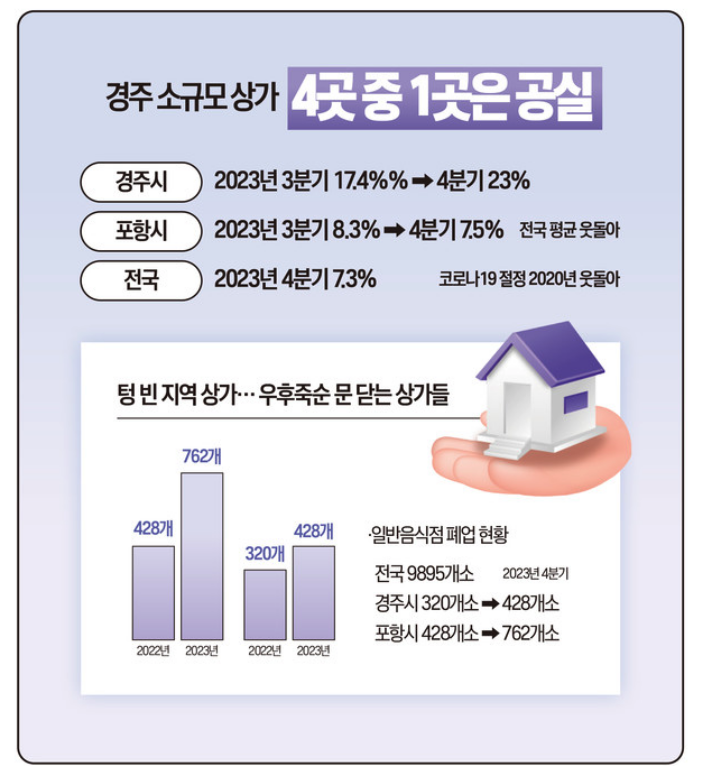 경주 소규모 상가 4곳 중 1곳은 공실
경주시 2023년 3분기 17.4%% ➡ 4분기 23%
포항시 2023년 3분기 8.3% ➡ 4분기 7.5% 전국 평균 웃돌아
전국 2023년 4분기 7.3% 코로나19 절정 2020년 웃돌아
텅 빈 지역 상가… 우후죽순 문 닫는 상가들
762개
428개
320개
428개
2022년 2023년 2022년 2023년
·일반음식점 폐업 현황
전국 9895개소 2023년 4분기
경주시 320개소 ➡ 428개소
포항시 428개소 ➡ 762개소